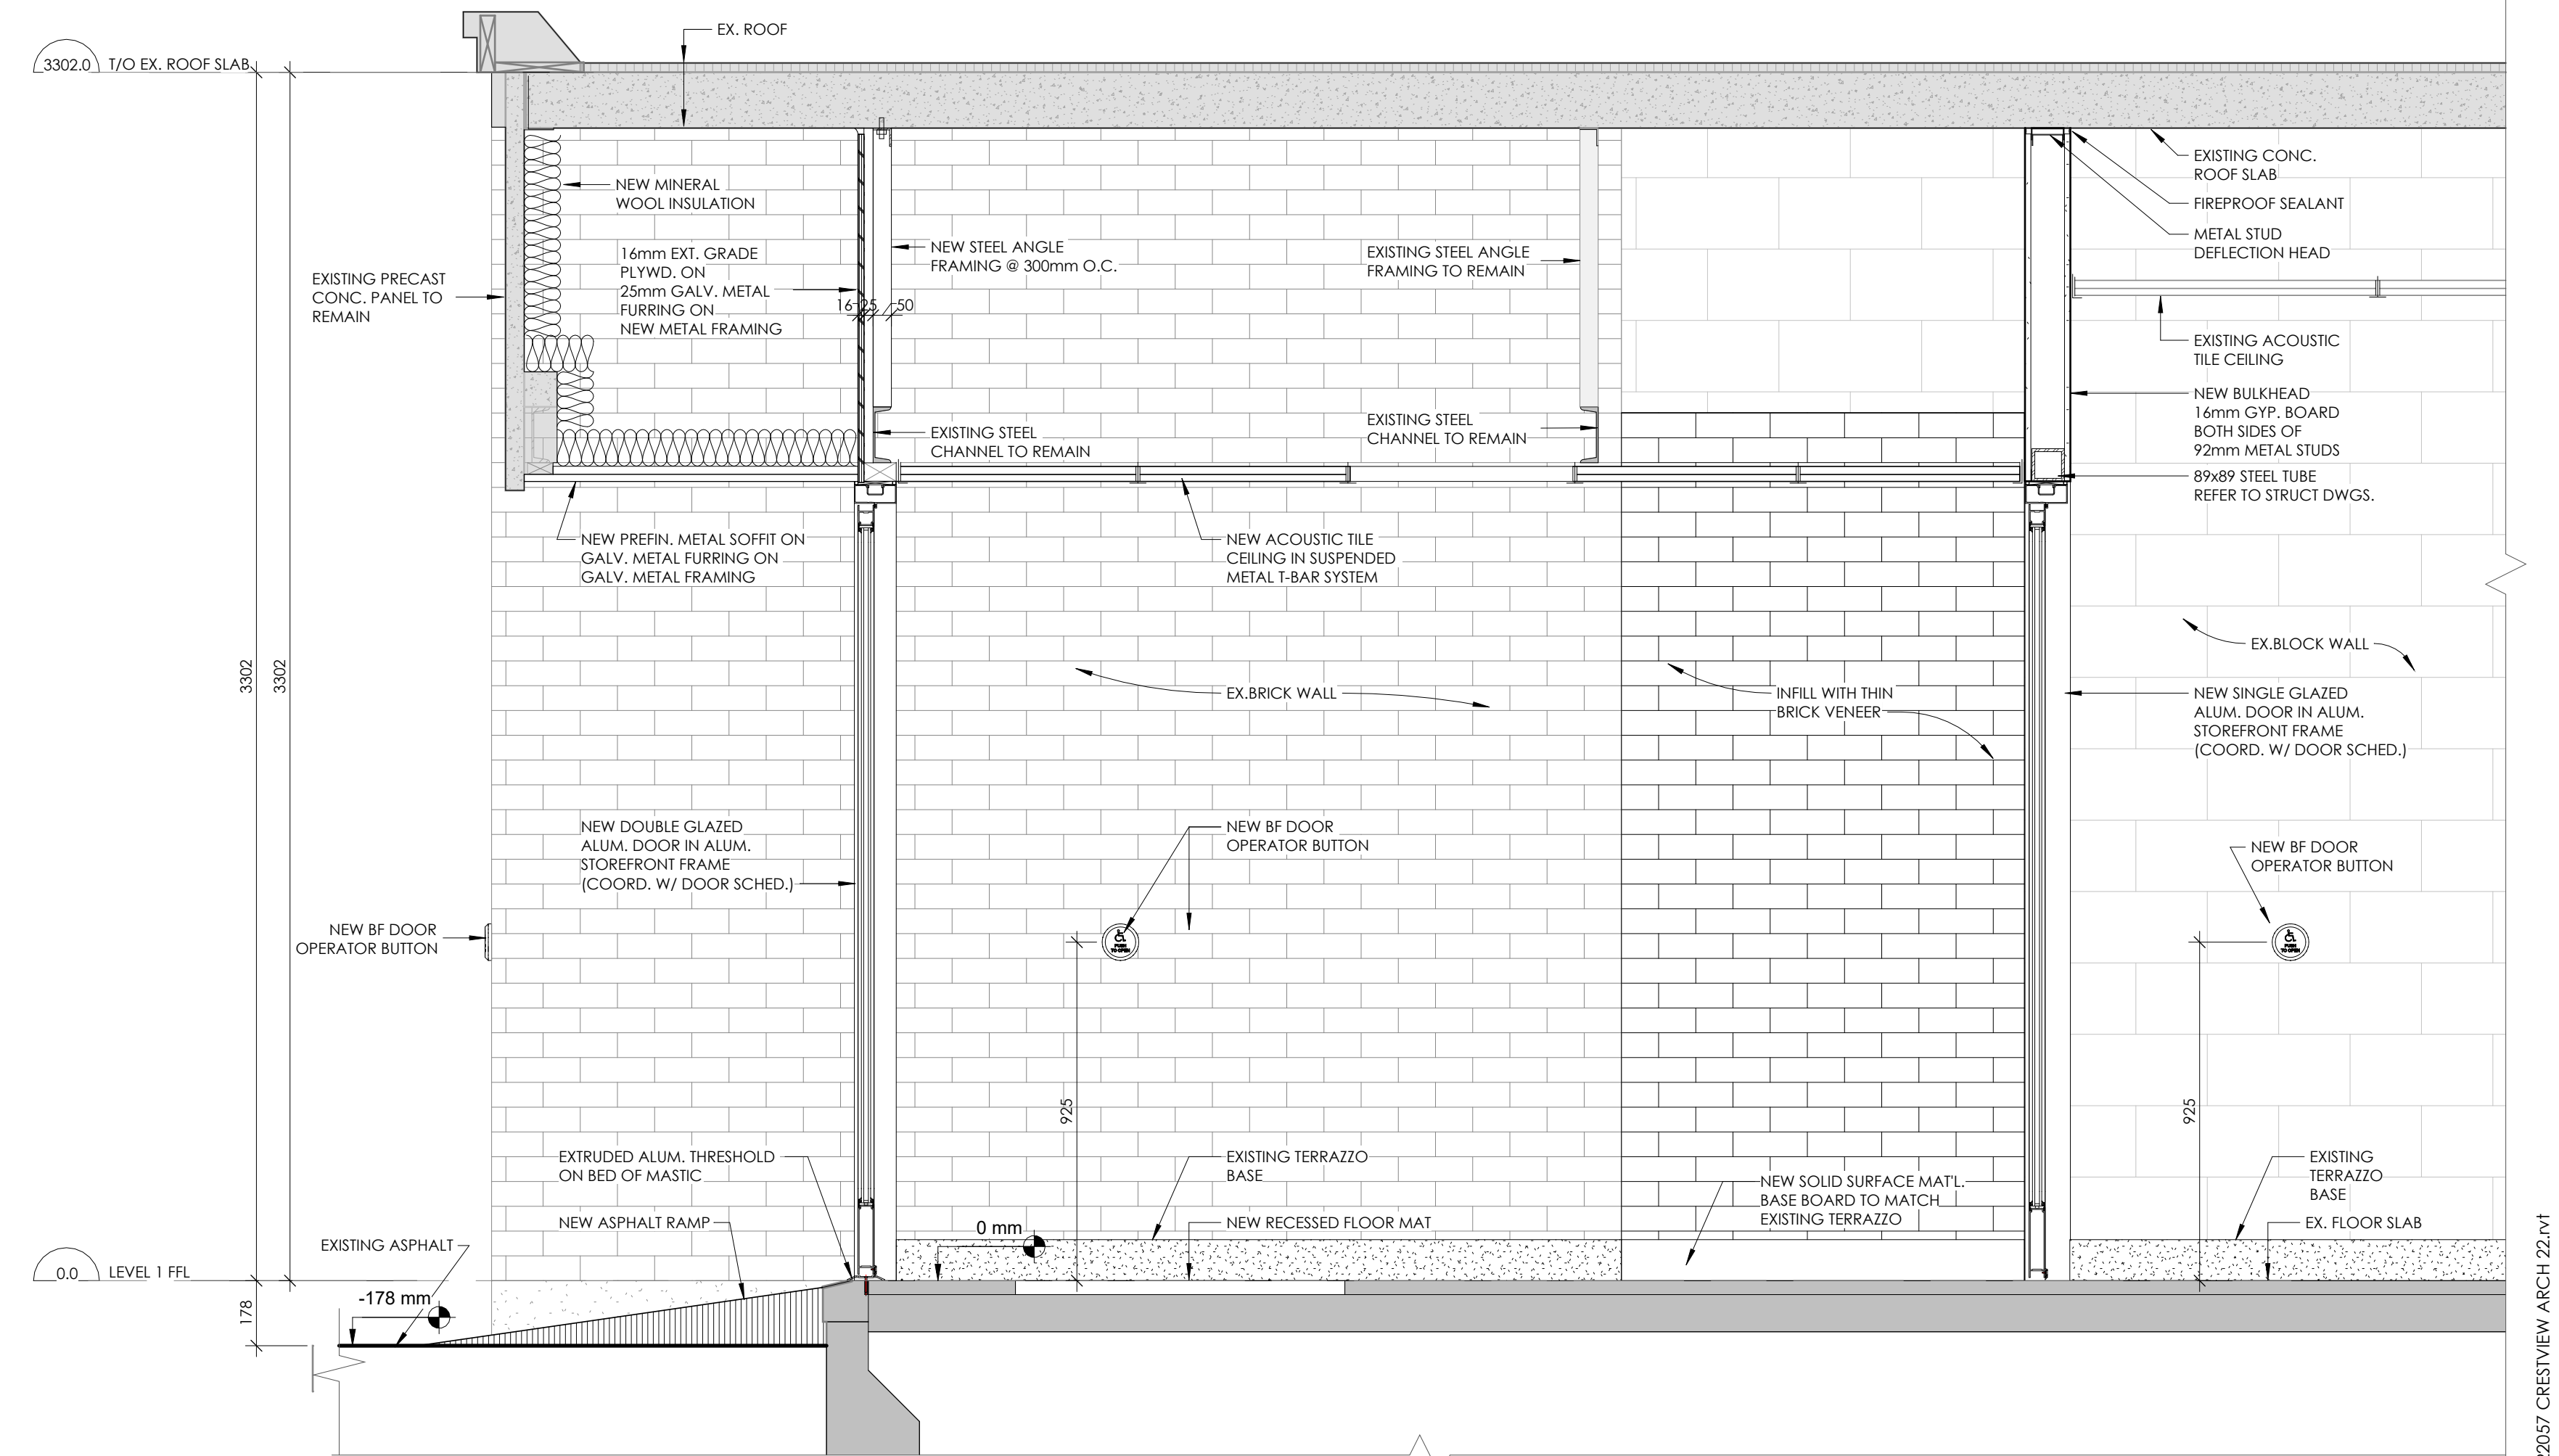 EX. ROOF
3302.0 T/O EX. ROOF SLAB
NEW MINERAL
WOOL INSULATION
16mm EXT. GRADE
PLYWD. ON
25mm GALV. METAL
FURRING ON
NEW METAL FRAMING
EXISTING PRECAST
CONC. PANEL TO
REMAIN
16 25 50
NEW STEEL ANGLE
FRAMING @ 300mm O.C.
EXISTING STEEL ANGLE
FRAMING TO REMAIN
EXISTING CONC.
ROOF SLAB
FIREPROOF SEALANT
METAL STUD
DEFLECTION HEAD
EXISTING ACOUSTIC
TILE CEILING
NEW BULKHEAD
16mm GYP. BOARD
BOTH SIDES OF
92mm METAL STUDS
89x89 STEEL TUBE
REFER TO STRUCT DWGS.
EXISTING STEEL
CHANNEL TO REMAIN
EXISTING STEEL
CHANNEL TO REMAIN
NEW PREFIN. METAL SOFFIT ON
GALV. METAL FURRING ON
GALV. METAL FRAMING
NEW ACOUSTIC TILE
CEILING IN SUSPENDED
METAL T-BAR SYSTEM
3302
3302
EX.BRICK WALL
INFILL WITH THIN
BRICK VENEER
EX.BLOCK WALL
NEW SINGLE GLAZED
ALUM. DOOR IN ALUM.
STOREFRONT FRAME
(COORD. W/ DOOR SCHED.)
NEW DOUBLE GLAZED
ALUM. DOOR IN ALUM.
STOREFRONT FRAME
(COORD. W/ DOOR SCHED.)
NEW BF DOOR
OPERATOR BUTTON
NEW BF DOOR
OPERATOR BUTTON
NEW BF DOOR
OPERATOR BUTTON
PUSH
TO OPEN
PUSH
TO OPEN
925
925
EXTRUDED ALUM. THRESHOLD
ON BED OF MASTIC
EXISTING TERRAZZO
BASE
NEW SOLID SURFACE MAT'L.
BASE BOARD TO MATCH
EXISTING TERRAZZO
EXISTING
TERRAZZO
BASE
NEW ASPHALT RAMP
0 mm
NEW RECESSED FLOOR MAT
EX. FLOOR SLAB
EXISTING ASPHALT
0.0 LEVEL 1 FFL
-178 mm
178
22057 CRESTVIEW ARCH 22.rvt